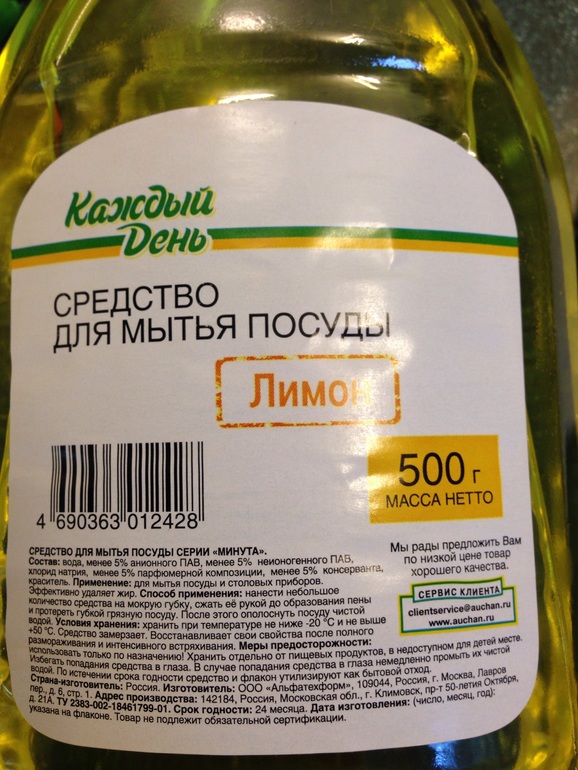 Каждый
День
СРЕДСТВО
ДЛЯ МЫТЬЯ ПОСУДЫ
Лимон
500 г
МАССА НЕТТО
4 690363 012428
Мы рады предложить Вам
по низкой цене товар
хорошего качества.
СЕРВИС КЛИЕНТА
clientservice@auchan.ru
www.auchan.ru
СРЕДСТВО ДЛЯ МЫТЬЯ ПОСУДЫ СЕРИИ «МИНУТА».
Состав: вода, менее 5% анионного ПАВ, менее 5% неионогенного ПАВ,
хлорид натрия, менее 5% парфюмерной композиции, менее 5% консерванта,
краситель. Применение: для мытья посуды и столовых приборов.
Эффективно удаляет жир. Способ применения: нанести небольшое
количество средства на мокрую губку, сжать её рукой до образования пены
и протереть губкой грязную посуду. После этого ополоснуть посуду чистой
водой. Условия хранения: хранить при температуре не ниже -20 °C и не выше
+50 °C. Средство замерзает. Восстанавливает свои свойства после полного
размораживания и интенсивного встряхивания. Меры предосторожности:
использовать только по назначению! Хранить отдельно от пищевых продуктов, в недоступном для детей месте.
Избегать попадания средства в глаза. В случае попадания средства в глаза немедленно промыть их чистой
водой. По истечении срока годности средство и флакон утилизируют как бытовой отход.
Страна-изготовитель: Россия. Изготовитель: ООО «Альфатехформ», 109044, Россия, г. Москва, Лавров
пер., д. 6, стр. 1. Адрес производства: 142184, Россия, Московская обл., г. Климовск, пр-т 50-летия Октября,
д. 21А. ТУ 2383-002-18461799-01. Срок годности: 24 месяца. Дата изготовления: (число, месяц, год):
указана на флаконе. Товар не подлежит обязательной сертификации.